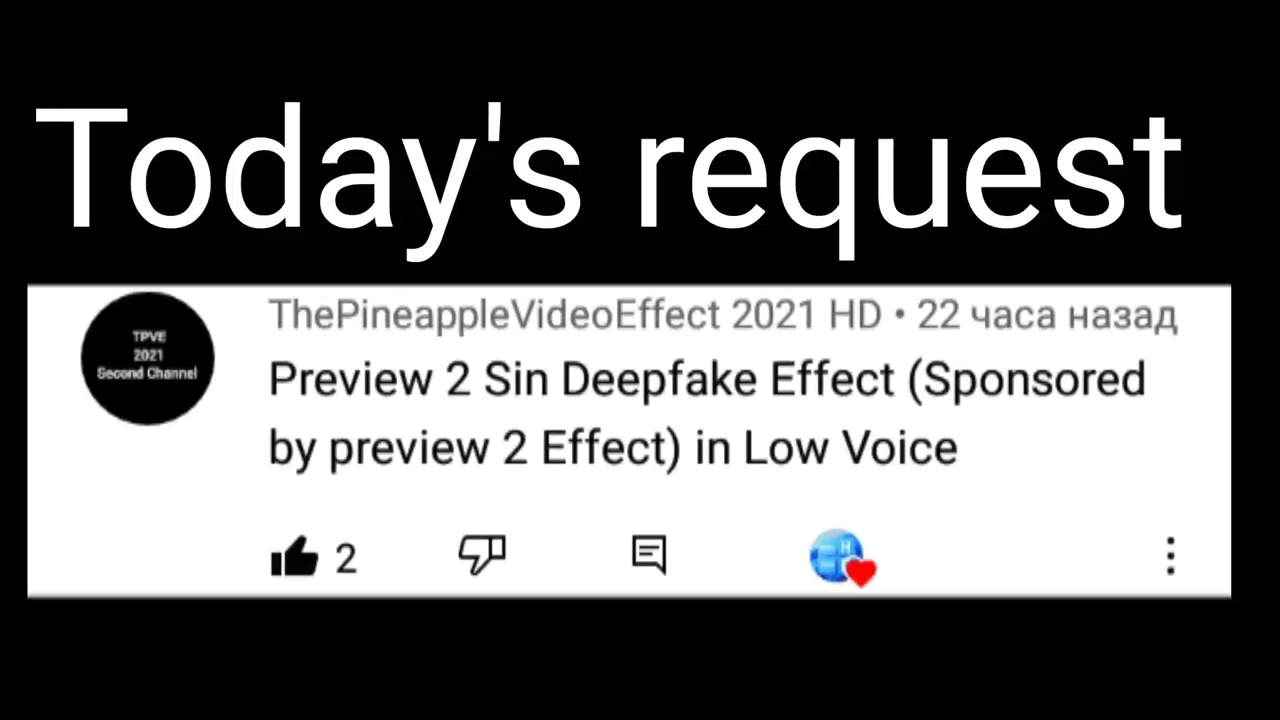 Today's request
TPVE
2021
Second Channel
ThePineappleVideoEffect 2021 HD • 22 часа назад
Preview 2 Sin Deepfake Effect (Sponsored
by preview 2 Effect) in Low Voice
2
H